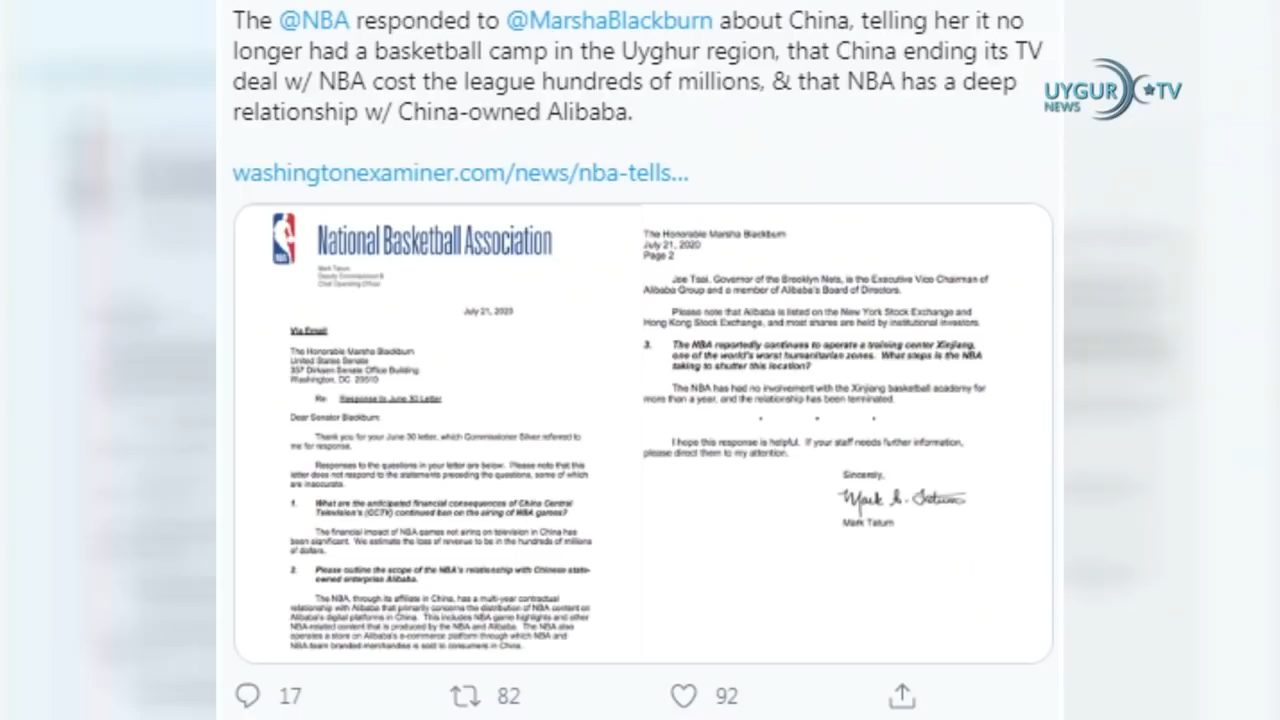 The @NBA responded to @MarshaBlackburn about China, telling her it no
longer had a basketball camp in the Uyghur region, that China ending its TV
deal w/ NBA cost the league hundreds of millions, & that NBA has a deep
relationship w/ China-owned Alibaba.
UYGUR TV
NEWS
washingtonexaminer.com/news/nba-tells...
NBA
National Basketball Association
Mark Tatum
Deputy Commissioner &
Chief Operating Officer
July 21, 2020
Via Email
The Honorable Marsha Blackburn
United States Senate
357 Dirksen Senate Office Building
Washington, DC 20510
Re: Response to June 30 Letter
Dear Senator Blackburn:
Thank you for your June 30 letter, which Commissioner Silver referred to
me for response.
Responses to the questions in your letter are below. Please note that this
letter does not respond to the statements preceding the questions, some of which
are inaccurate.
1. What are the anticipated financial consequences of China Central
Television's (CCTV) continued ban on the airing of NBA games?
The financial impact of NBA games not airing on television in China has
been significant. We estimate the loss of revenue to be in the hundreds of millions
of dollars.
2. Please outline the scope of the NBA's relationship with Chinese state-
owned enterprise Alibaba.
The NBA, through its affiliate in China, has a multi-year contractual
relationship with Alibaba that primarily concerns the distribution of NBA content on
Alibaba's digital platforms in China. This includes NBA game highlights and other
NBA-related content that is produced by the NBA and Alibaba. The NBA also
operates a store on Alibaba's e-commerce platform through which NBA and
NBA team branded merchandise is sold to consumers in China.
The Honorable Marsha Blackburn
July 21, 2020
Page 2
Joe Tsai, Governor of the Brooklyn Nets, is the Executive Vice Chairman of
Alibaba Group and a member of Alibaba's Board of Directors.
Please note that Alibaba is listed on the New York Stock Exchange and
Hong Kong Stock Exchange, and most shares are held by institutional investors.
3. The NBA reportedly continues to operate a training center Xinjiang,
one of the world's worst humanitarian zones. What steps is the NBA
taking to shutter this location?
The NBA has had no involvement with the Xinjiang basketball academy for
more than a year, and the relationship has been terminated.
* * *
I hope this response is helpful. If your staff needs further information,
please direct them to my attention.
Sincerely,
Mark A. Tatum
Mark Tatum
17 82 92